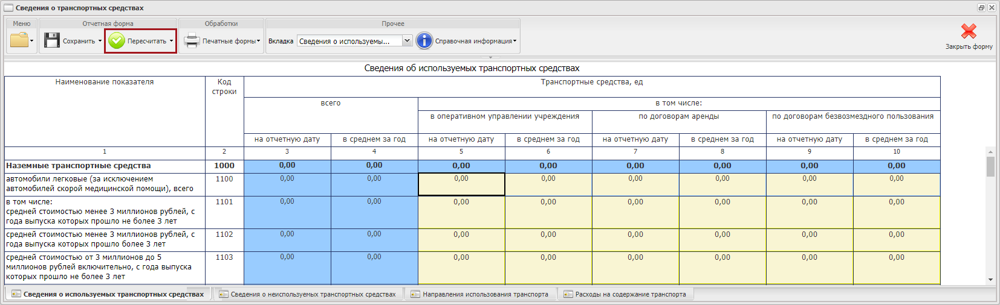 Сведения о транспортных средствах
Меню
Отчетная форма
Обработки
Прочее
Сохранить
Пересчитать
Печатные формы
Вкладка
Сведения о используемы...
Справочная информация
Закрыть форму
Сведения об используемых транспортных средствах
Наименование показателя
Код
строки
Транспортные средства, ед
всего
в том числе:
в оперативном управлении учреждения
по договорам аренды
по договорам безвозмездного пользования
на отчетную дату
в среднем за год
на отчетную дату
в среднем за год
на отчетную дату
в среднем за год
на отчетную дату
в среднем за год
1 2 3 4 5 6 7 8 9 10
Наземные транспортные средства 1000 0,00 0,00 0,00 0,00 0,00 0,00 0,00 0,00
автомобили легковые (за исключением 1100 0,00 0,00 0,00 0,00 0,00 0,00 0,00 0,00
автомобилей скорой медицинской помощи), всего
в том числе: 1101 0,00 0,00 0,00 0,00 0,00 0,00 0,00 0,00
средней стоимостью менее 3 миллионов рублей, с
года выпуска которых прошло не более 3 лет
средней стоимостью менее 3 миллионов рублей, с 1102 0,00 0,00 0,00 0,00 0,00 0,00 0,00 0,00
года выпуска которых прошло более 3 лет
средней стоимостью от 3 миллионов до 5 1103 0,00 0,00 0,00 0,00 0,00 0,00 0,00 0,00
миллионов рублей включительно, с года выпуска
которых прошло не более 3 лет
Сведения о используемых транспортных средствах
Сведения о неиспользуемых транспортных средствах
Направления использования транспорта
Расходы на содержание транспорта